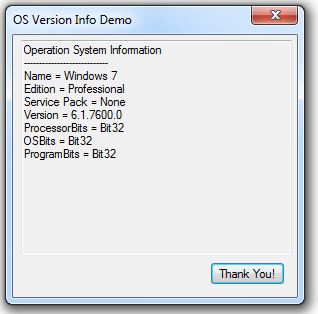 OS Version Info Demo
Operation System Information
----------------------------
Name = Windows 7
Edition = Professional
Service Pack = None
Version = 6.1.7600.0
ProcessorBits = Bit32
OSBits = Bit32
ProgramBits = Bit32
Thank You!